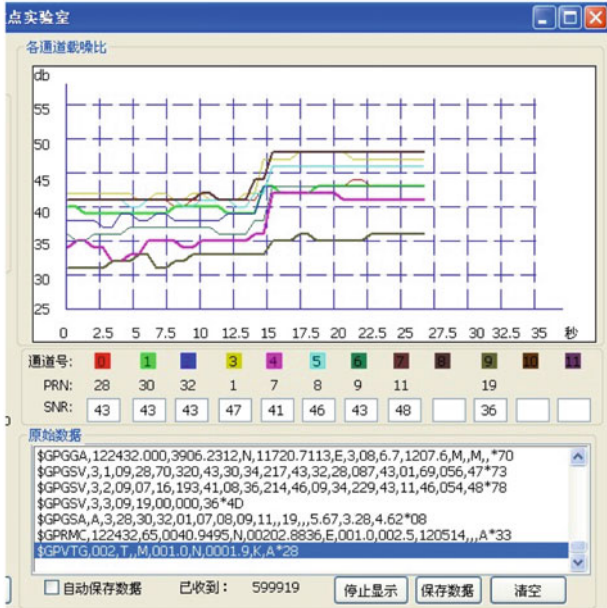 点实验室
各通道载噪比
db
55
50
45
40
35
30
25
0 2.5 5 7.5 10 12.5 15 17.5 20 22.5 25 27.5 30 32.5 35 秒
通道号: 0 1 3 4 5 6 7 8 9 10 11
PRN: 28 30 32 1 7 8 9 11 19
SNR: 43 43 43 47 41 46 43 48 36
原始数据
$GPGGA,122432.000,3906.2312,N,11720.7113,E,3,08,6.7,1207.6,M,,M,,*70
$GPGSV,3,1,09,28,70,320,43,30,34,217,43,32,28,087,43,01,69,056,47*73
$GPGSV,3,2,09,07,16,193,41,08,36,214,46,09,34,229,43,11,46,054,48*78
$GPGSV,3,3,09,19,00,000,36*4D
$GPGSA,A,3,28,30,32,01,07,08,09,11,,19,,,5.67,3.28,4.62*08
$GPRMC,122432,65,0040.9495,N,00202.8836,E,001.0,002.5,120514,,,A*33
$GPVTG,002,T,,M,001.0,N,0001.9,K,A*28
自动保存数据 已收到: 599919 停止显示 保存数据 清空